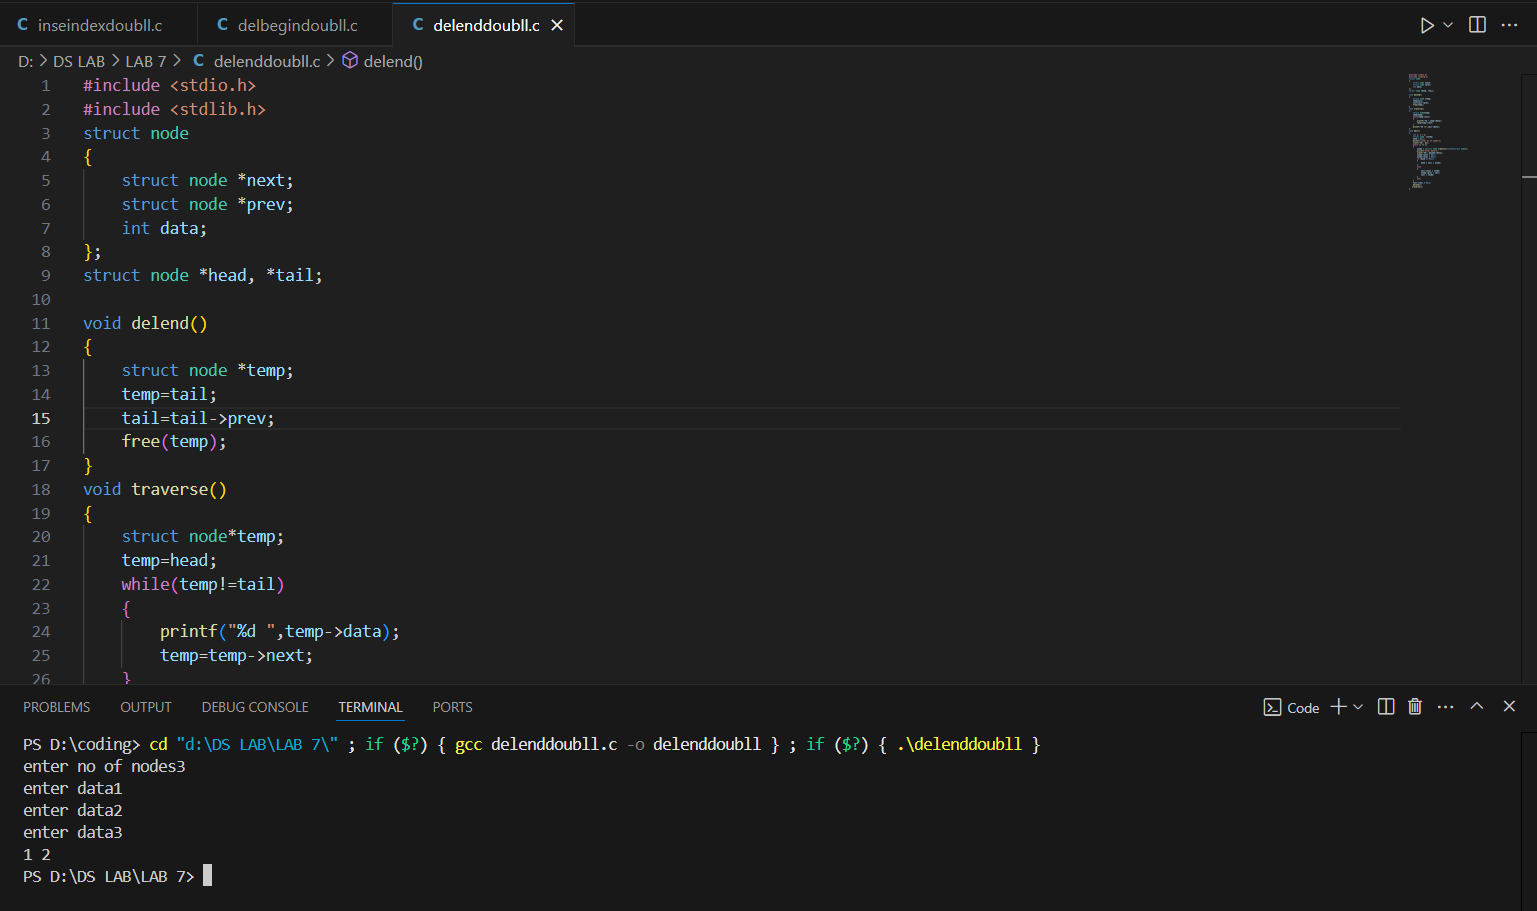 C inseindexdoubll.c C delbegindoubll.c C delenddoubll.c
D: > DS LAB > LAB 7 > C delenddoubll.c > delend()
1 #include <stdio.h>
2 #include <stdlib.h>
3 struct node
4 {
5 struct node *next;
6 struct node *prev;
7 int data;
8 };
9 struct node *head, *tail;
10
11 void delend()
12 {
13 struct node *temp;
14 temp=tail;
15 tail=tail->prev;
16 free(temp);
17 }
18 void traverse()
19 {
20 struct node*temp;
21 temp=head;
22 while(temp!=tail)
23 {
24 printf("%d ",temp->data);
25 temp=temp->next;
26 }
PROBLEMS OUTPUT DEBUG CONSOLE TERMINAL PORTS Code
PS D:\coding> cd "d:\DS LAB\LAB 7\" ; if ($?) { gcc delenddoubll.c -o delenddoubll } ; if ($?) { .\delenddoubll }
enter no of nodes3
enter data1
enter data2
enter data3
1 2
PS D:\DS LAB\LAB 7>